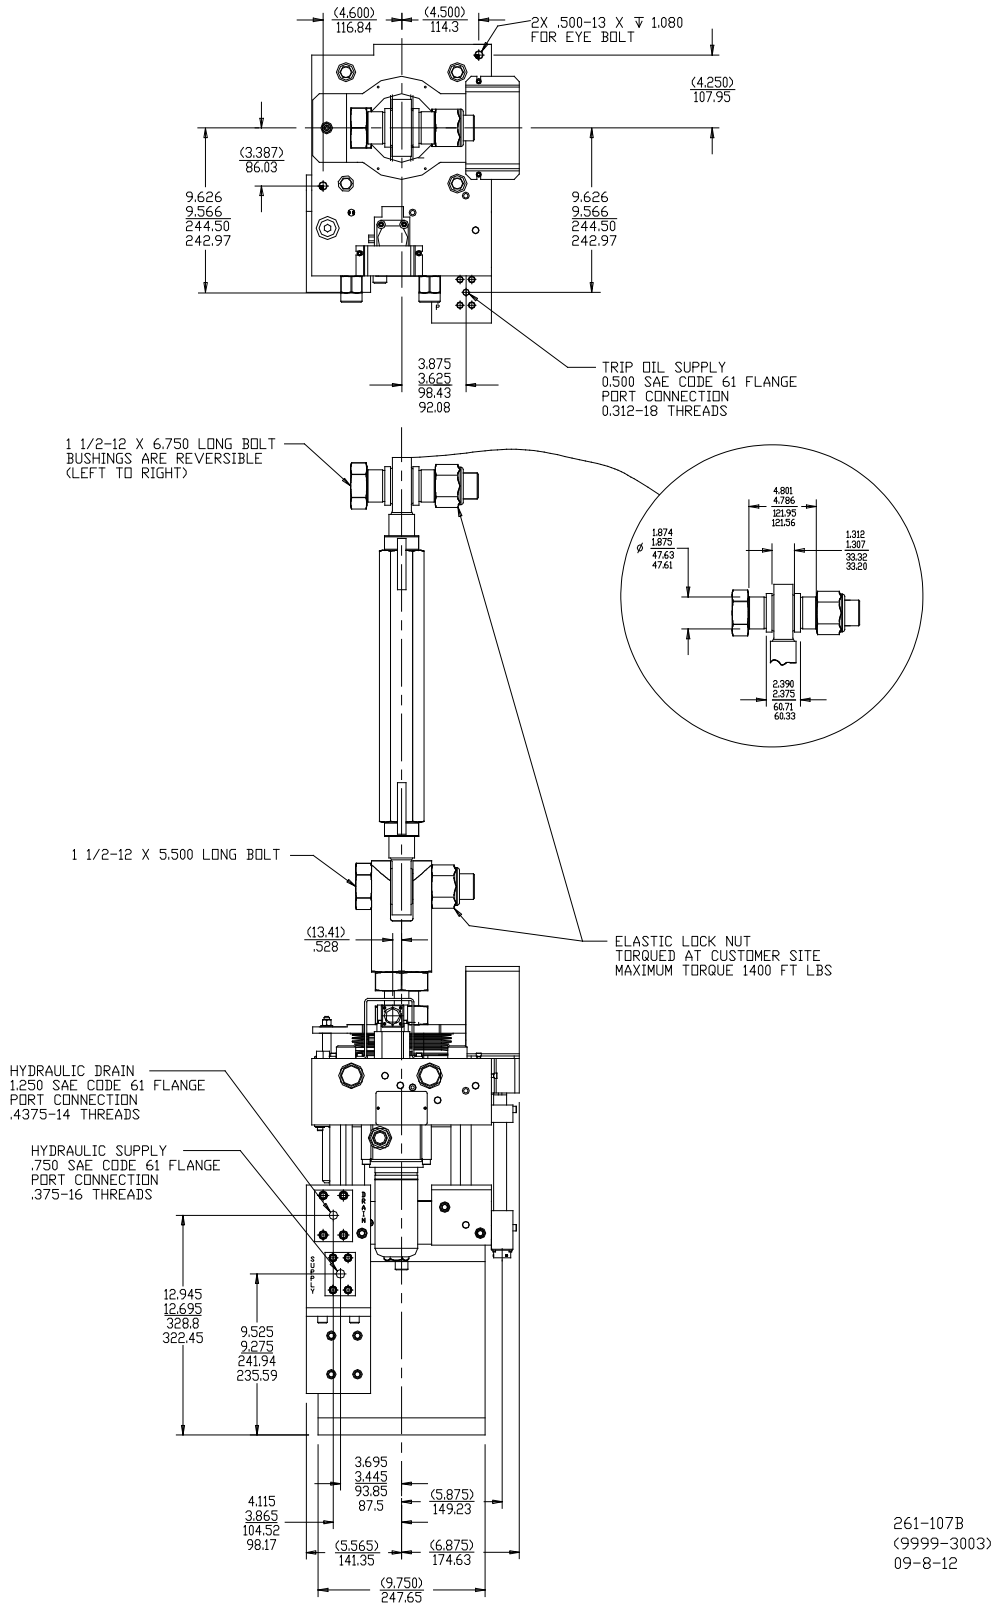 (4.600)
116.84
(4.500)
114.3
2X .500-13 X ↧ 1.080
FOR EYE BOLT
(4.250)
107.95
(3.387)
86.03
9.626
9.566
244.50
242.97
9.626
9.566
244.50
242.97
P
3.875
3.625
98.43
92.08
TRIP OIL SUPPLY
0.500 SAE CODE 61 FLANGE
PORT CONNECTION
0.312-18 THREADS
1 1/2-12 X 6.750 LONG BOLT
BUSHINGS ARE REVERSIBLE
(LEFT TO RIGHT)
4.801
4.786
121.95
121.56
Ø
1.874
1.875
47.63
47.61
1.312
1.307
33.32
33.20
2.390
2.375
60.71
60.33
1 1/2-12 X 5.500 LONG BOLT
(13.41)
.528
ELASTIC LOCK NUT
TORQUED AT CUSTOMER SITE
MAXIMUM TORQUE 1400 FT LBS
HYDRAULIC DRAIN
1.250 SAE CODE 61 FLANGE
PORT CONNECTION
.4375-14 THREADS
HYDRAULIC SUPPLY
.750 SAE CODE 61 FLANGE
PORT CONNECTION
.375-16 THREADS
DRAIN
SUPPLY
12.945
12.695
328.8
322.45
9.525
9.275
241.94
235.59
3.695
3.445
93.85
87.5
4.115
3.865
104.52
98.17
(5.875)
149.23
(5.565)
141.35
(6.875)
174.63
(9.750)
247.65
261-107B
(9999-3003)
09-8-12